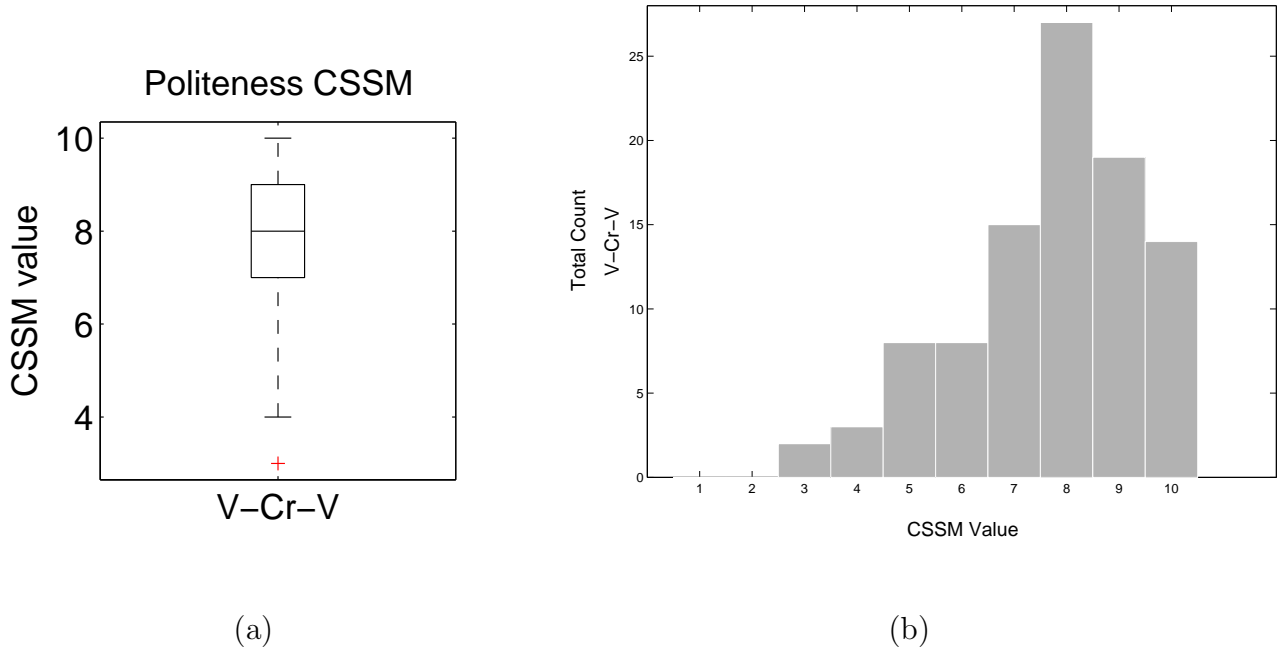 Politeness CSSM
10
8
6
4
CSSM value
V−Cr−V
(a)
25
20
15
10
5
0
Total Count
V−Cr−V
1 2 3 4 5 6 7 8 9 10
CSSM Value
(b)